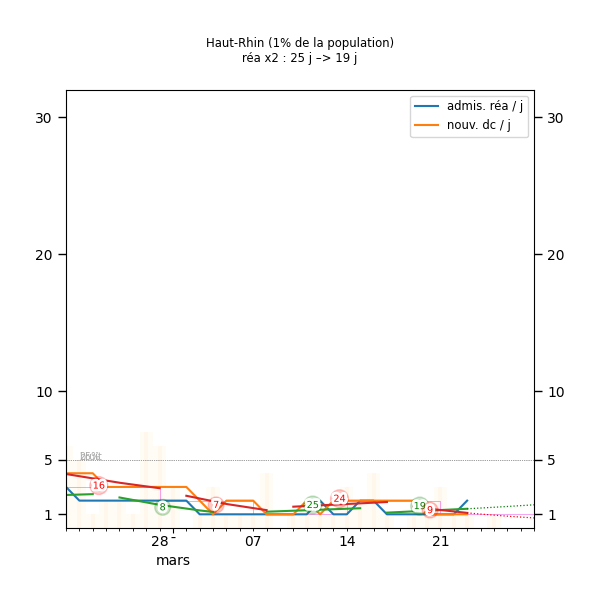 Haut-Rhin (1% de la population)
réa x2 : 25 j –> 19 j
admis. réa / j
nouv. dc / j
30 30
20 20
10 10
5 5
1 1
16
8
7
25
24
19
9
28 07 14 21
mars